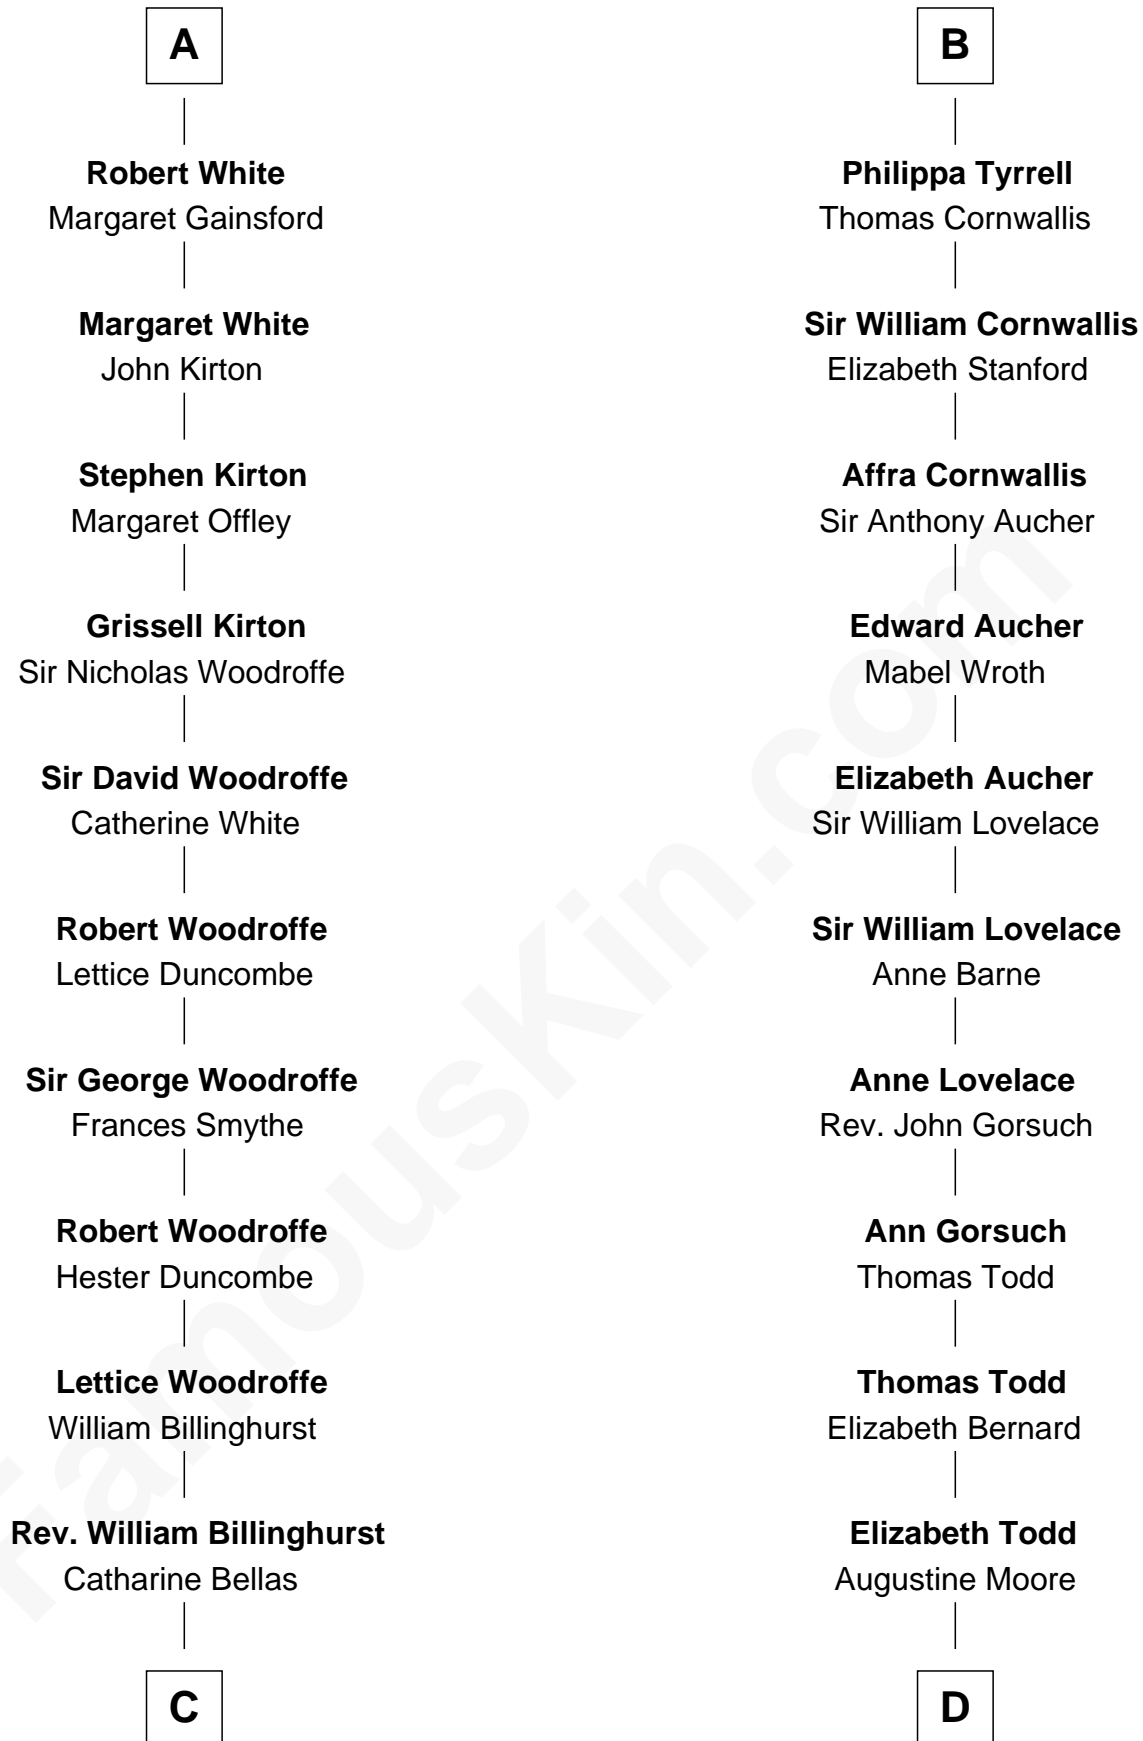 A
Robert White
Margaret Gainsford
Margaret White
John Kirton
Stephen Kirton
Margaret Offley
Grissell Kirton
Sir Nicholas Woodroffe
Sir David Woodroffe
Catherine White
Robert Woodroffe
Lettice Duncombe
Sir George Woodroffe
Frances Smythe
Robert Woodroffe
Hester Duncombe
Lettice Woodroffe
William Billinghurst
Rev. William Billinghurst
Catharine Bellas
C
B
Philippa Tyrrell
Thomas Cornwallis
Sir William Cornwallis
Elizabeth Stanford
Affra Cornwallis
Sir Anthony Aucher
Edward Aucher
Mabel Wroth
Elizabeth Aucher
Sir William Lovelace
Sir William Lovelace
Anne Barne
Anne Lovelace
Rev. John Gorsuch
Ann Gorsuch
Thomas Todd
Thomas Todd
Elizabeth Bernard
Elizabeth Todd
Augustine Moore
D
FamousKin.com